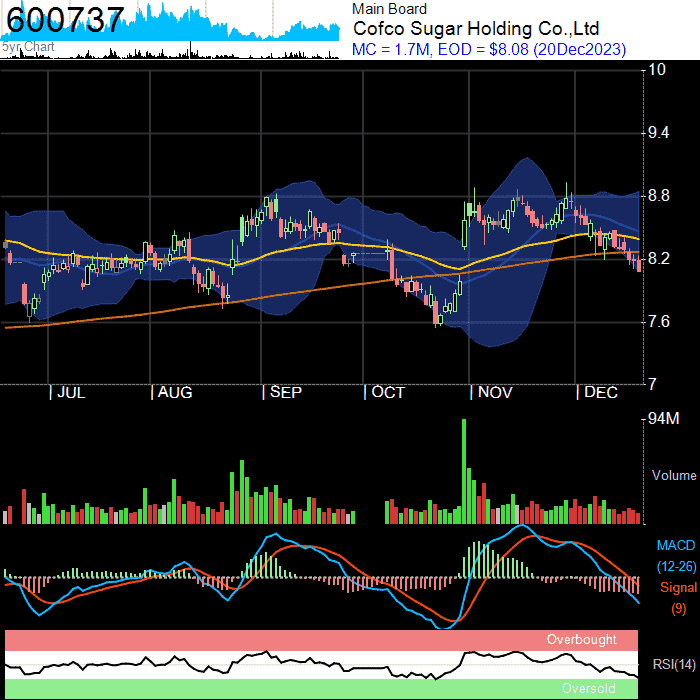 600737
5yr Chart
Main Board
Cofco Sugar Holding Co.,Ltd
MC = 1.7M, EOD = $8.08 (20Dec2023)
10
9.4
8.8
8.2
7.6
7
| JUL | AUG | SEP | OCT | NOV | DEC
94M
Volume
MACD
(12-26)
Signal
(9)
Overbought
RSI(14)
Oversold